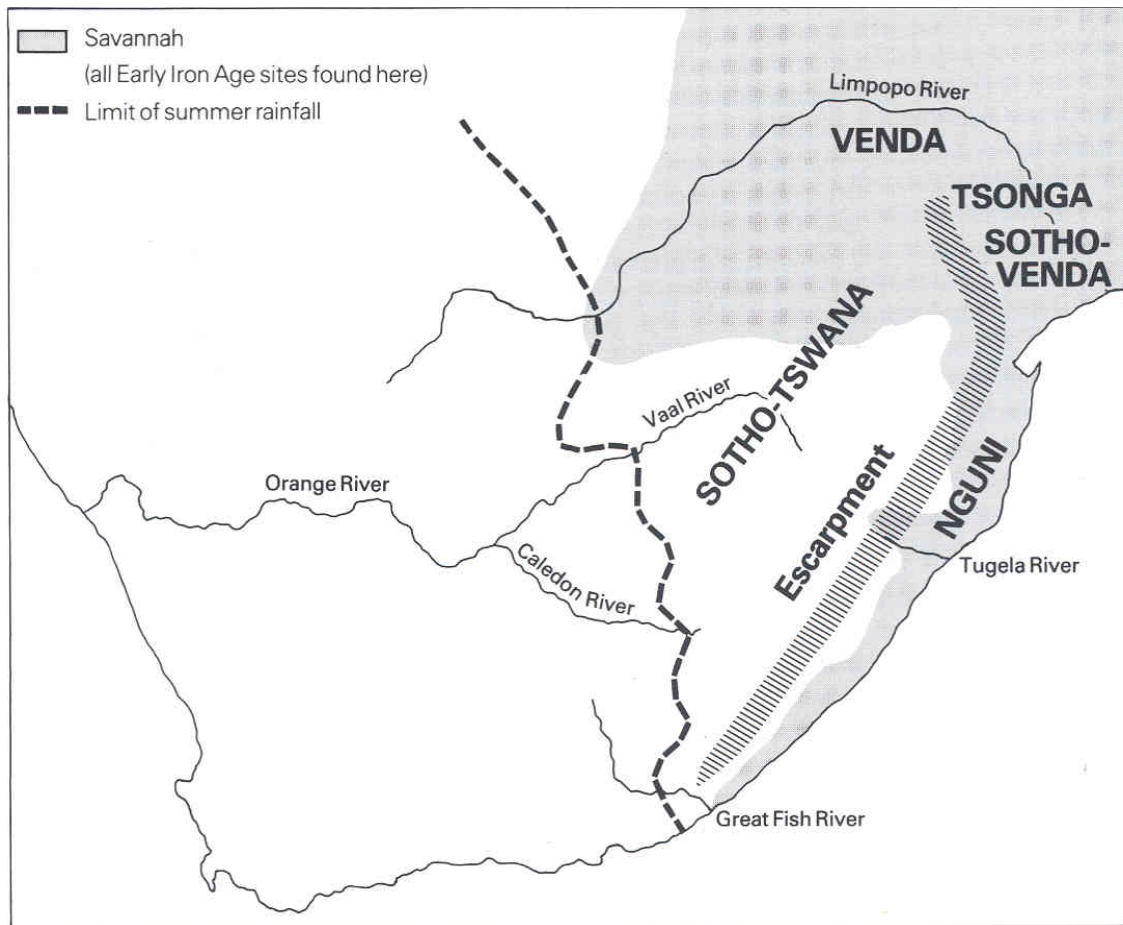 Savannah
(all Early Iron Age sites found here)
Limit of summer rainfall
Limpopo River
VENDA
TSONGA
SOTHO-
VENDA
SOTHO-TSWANA
Vaal River
Escarpment
NGUNI
Orange River
Caledon River
Tugela River
Great Fish River